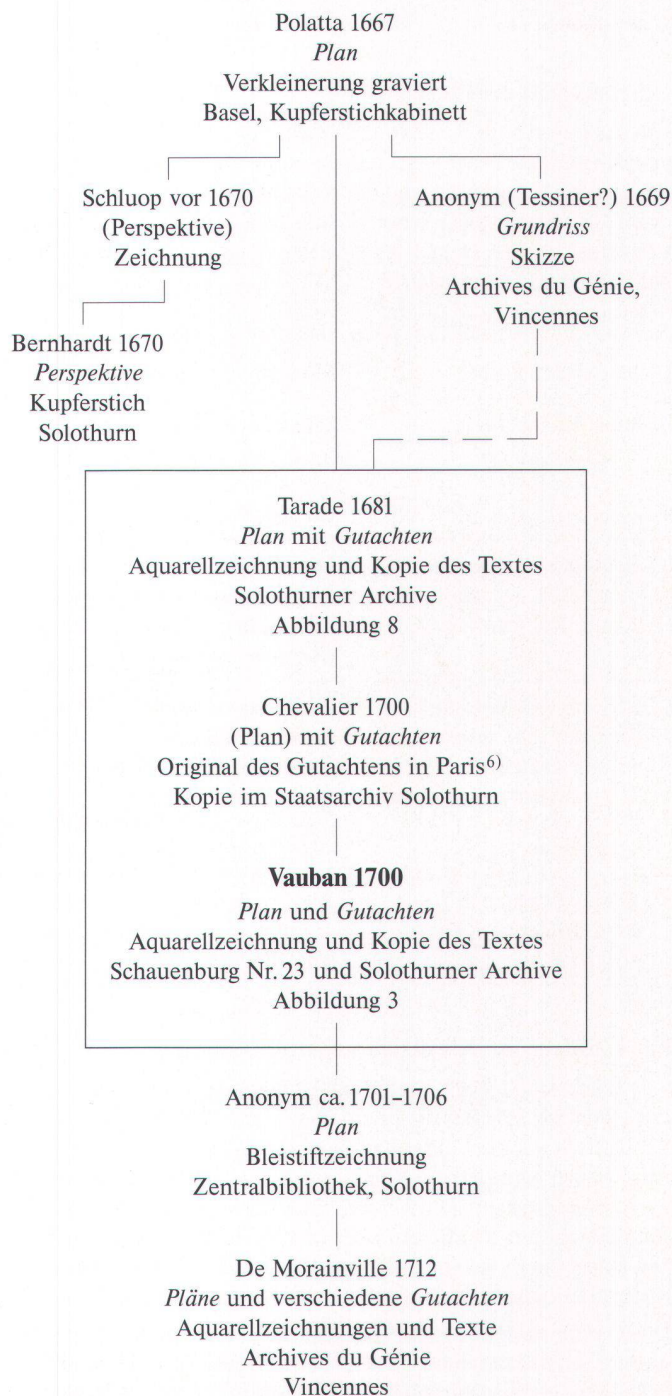 Polatta 1667
Plan
Verkleinerung graviert
Basel, Kupferstichkabinett
Schluop vor 1670
(Perspektive)
Zeichnung
Anonym (Tessiner?) 1669
Grundriss
Skizze
Archives du Génie,
Vincennes
Bernhardt 1670
Perspektive
Kupferstich
Solothurn
Tarade 1681
Plan mit Gutachten
Aquarellzeichnung und Kopie des Textes
Solothurner Archive
Abbildung 8
Chevalier 1700
(Plan) mit Gutachten
Original des Gutachtens in Paris⁶⁾
Kopie im Staatsarchiv Solothurn
Vauban 1700
Plan und Gutachten
Aquarellzeichnung und Kopie des Textes
Schauenburg Nr. 23 und Solothurner Archive
Abbildung 3
Anonym ca. 1701–1706
Plan
Bleistiftzeichnung
Zentralbibliothek, Solothurn
De Morainville 1712
Pläne und verschiedene Gutachten
Aquarellzeichnungen und Texte
Archives du Génie
Vincennes